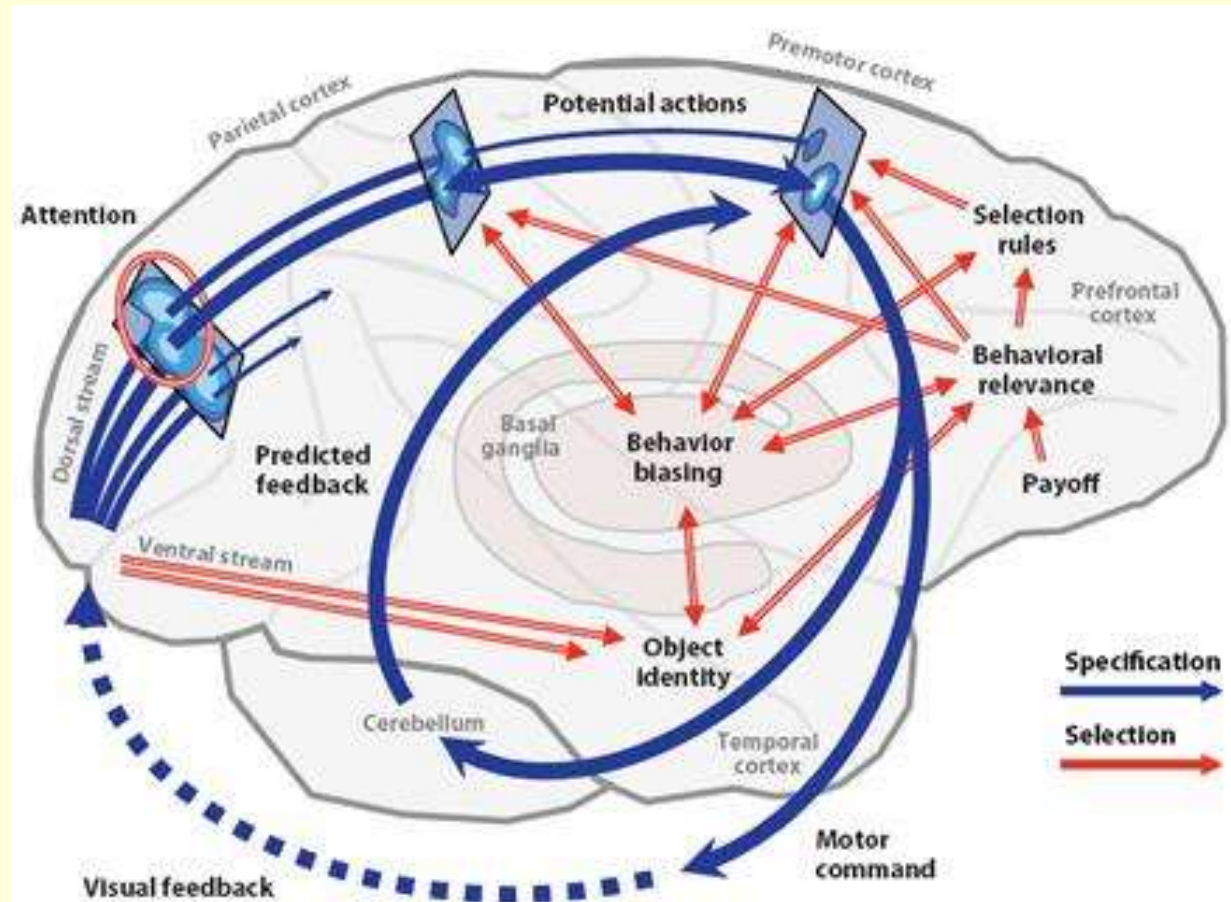 Premotor cortex
Parietal cortex
Potential actions
Attention
Selection
rules
Prefrontal
cortex
Behavioral
relevance
Dorsal stream
Basal
ganglia
Behavior
biasing
Predicted
feedback
Payoff
Ventral stream
Object
identity
Specification
Cerebellum
Temporal
cortex
Selection
Motor
command
Visual feedback